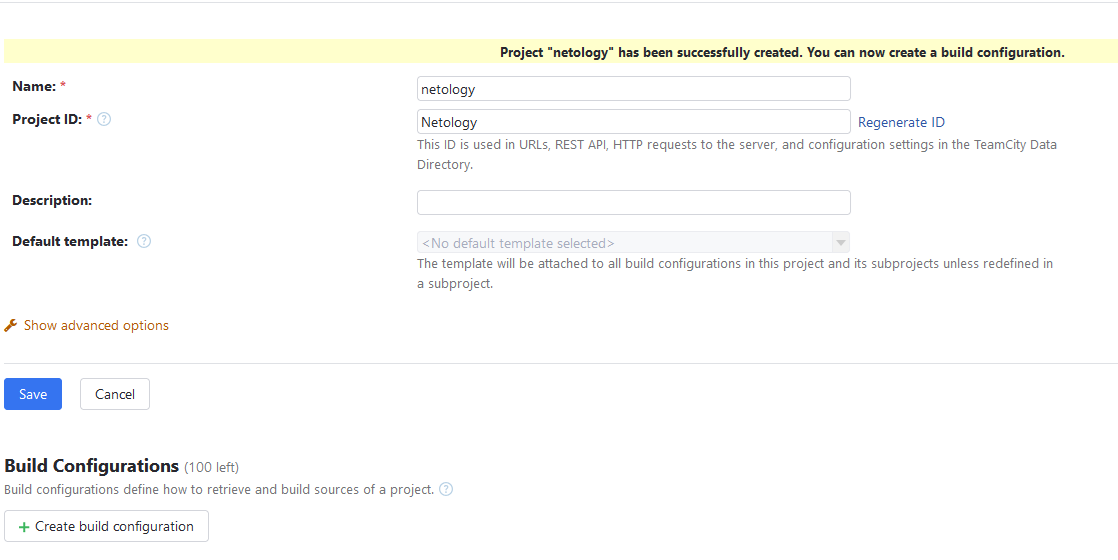 Project "netology" has been successfully created. You can now create a build configuration.
Name: *
netology
Project ID: * ?
Netology
Regenerate ID
This ID is used in URLs, REST API, HTTP requests to the server, and configuration settings in the TeamCity Data
Directory.
Description:
Default template: ?
<No default template selected>
The template will be attached to all build configurations in this project and its subprojects unless redefined in
a subproject.
Show advanced options
Save
Cancel
Build Configurations (100 left)
Build configurations define how to retrieve and build sources of a project. ?
+ Create build configuration